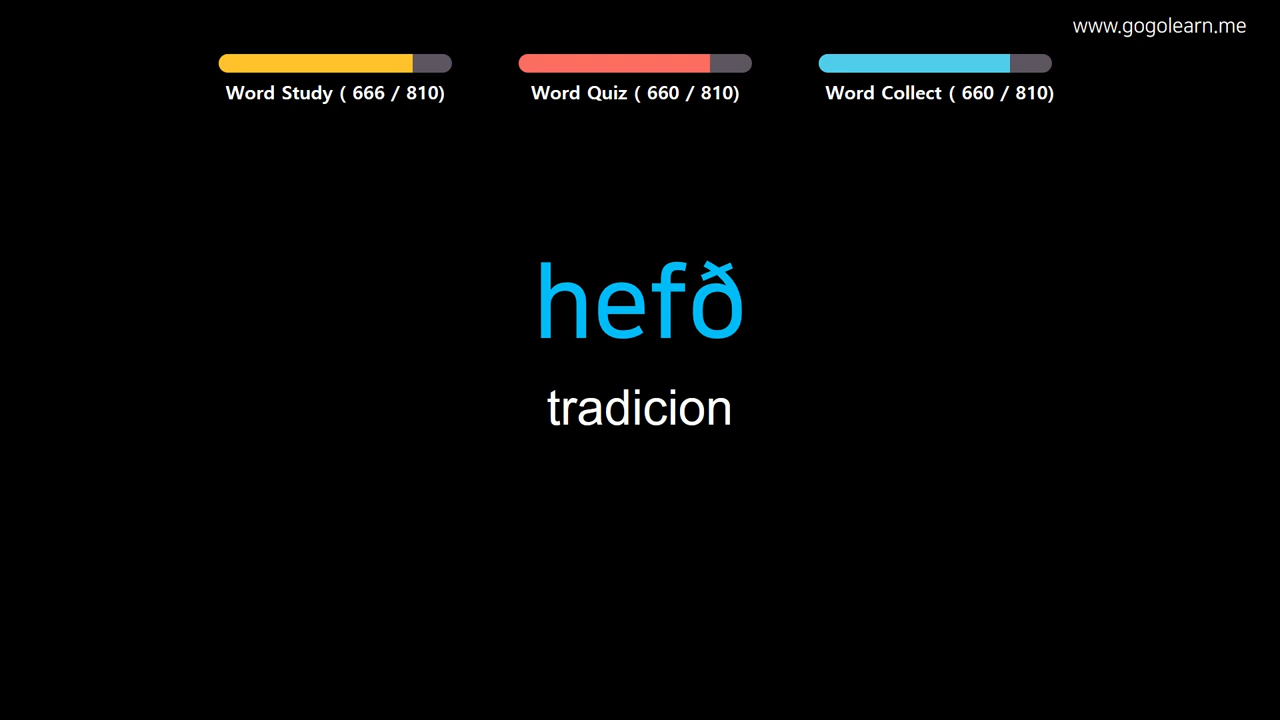 www.gogolearn.me
Word Study ( 666 / 810)
Word Quiz ( 660 / 810)
Word Collect ( 660 / 810)
hefð
tradicion